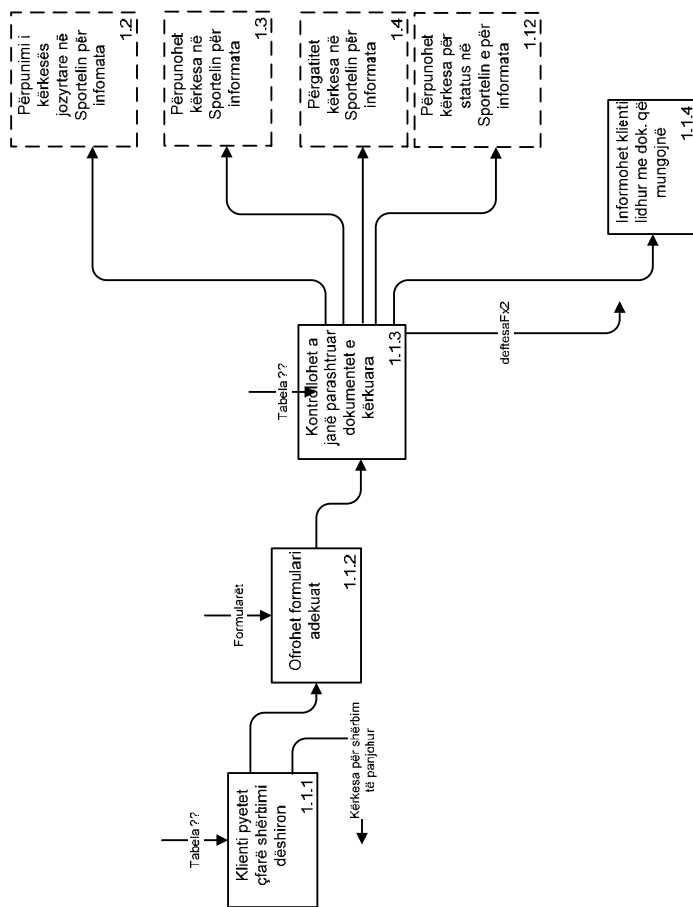 Tabela ??
Klienti pyetet
çfarë shërbimi
dëshiron
1.1.1
Kërkesa për shërbim
të panjohur
Formularët
Ofrohet formulari
adekuat
1.1.2
Tabela ??
Kontrollohet a
janë parashtruar
dokumentet e
kërkuara
1.1.3
deftesaFx2
Përpunimi i
kërkesës
jozyrtare në
Sportelin për
infomata
1.2
Përpunohet
kërkesa në
Sportelin për
informata
1.3
Përgatitet
kërkesa në
Sportelin për
informata
1.4
Përpunohet
kërkesa për
status në
Sportelin e për
informata
1.12
Informohet klienti
lidhur me dok. që
mungojnë
1.1.4